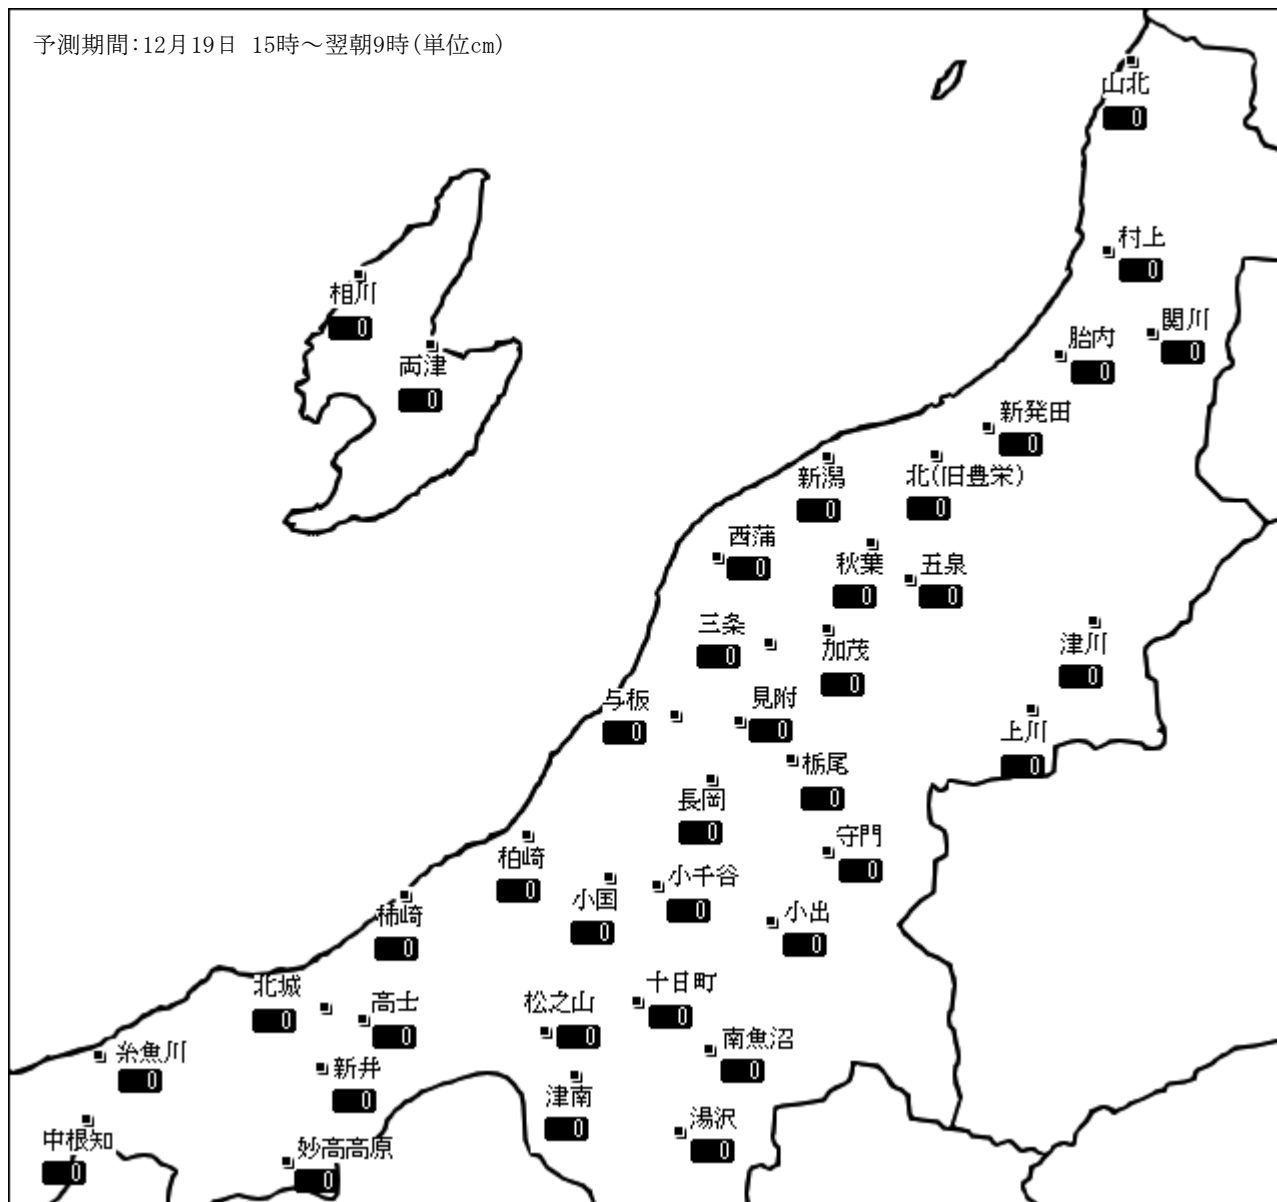 予測期間:12月19日 15時～翌朝9時(単位cm)
山北
0
村上
0
相川
0
関川
0
胎内
0
両津
0
新発田
0
新潟
0
北(旧豊栄)
0
西蒲
0
秋葉
0
五泉
0
三条
0
加茂
0
津川
0
与板
0
見附
0
上川
0
栃尾
0
長岡
0
守門
0
柏崎
0
小千谷
0
小国
0
小出
0
柿崎
0
北城
0
高士
0
松之山
0
十日町
0
南魚沼
0
糸魚川
0
新井
0
津南
0
湯沢
0
中根知
0
妙高高原
0